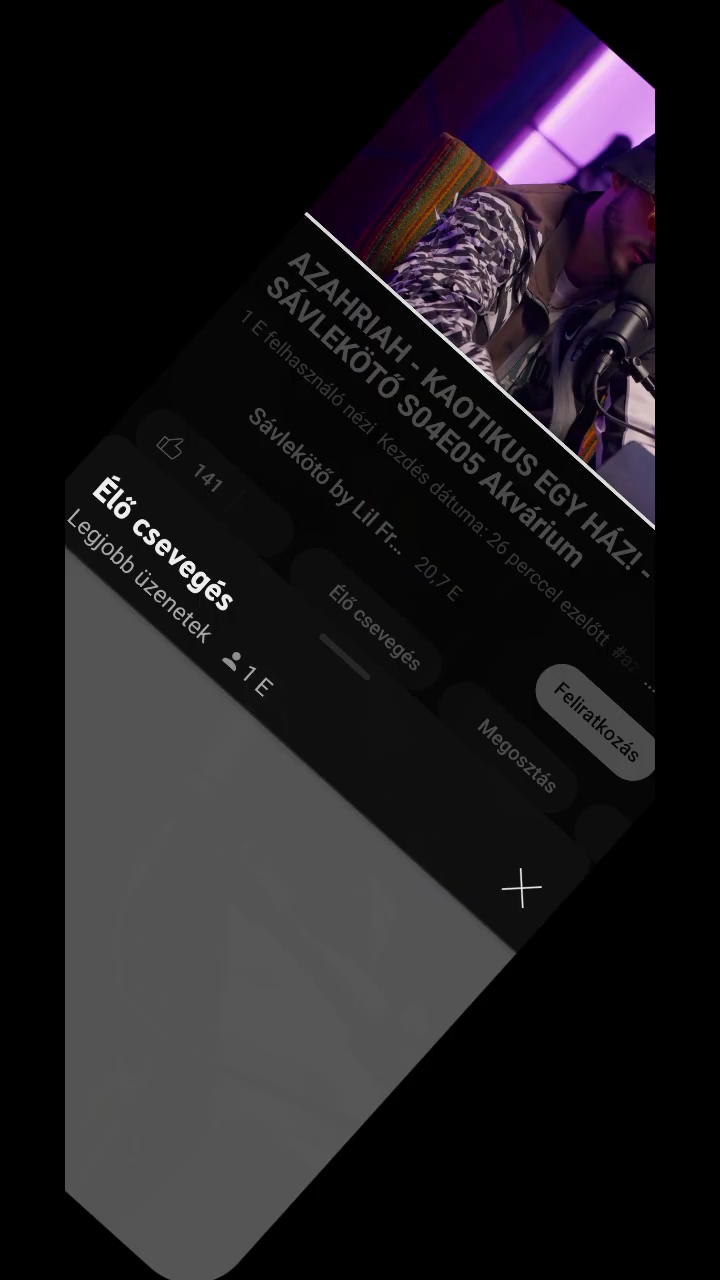 AZAHRIAH - KAOTIKUS EGY HÁZ! -
SÁVLEKÖTŐ S04E05 Akvárium
1 E felhasználó nézi Kezdés dátuma: 26 perccel ezelőtt #az ...
Sávlekötő by Lil Fr... 20,7 E
Feliratkozás
141
Élő csevegés
Megosztás
Élő csevegés
Legjobb üzenetek 1 E